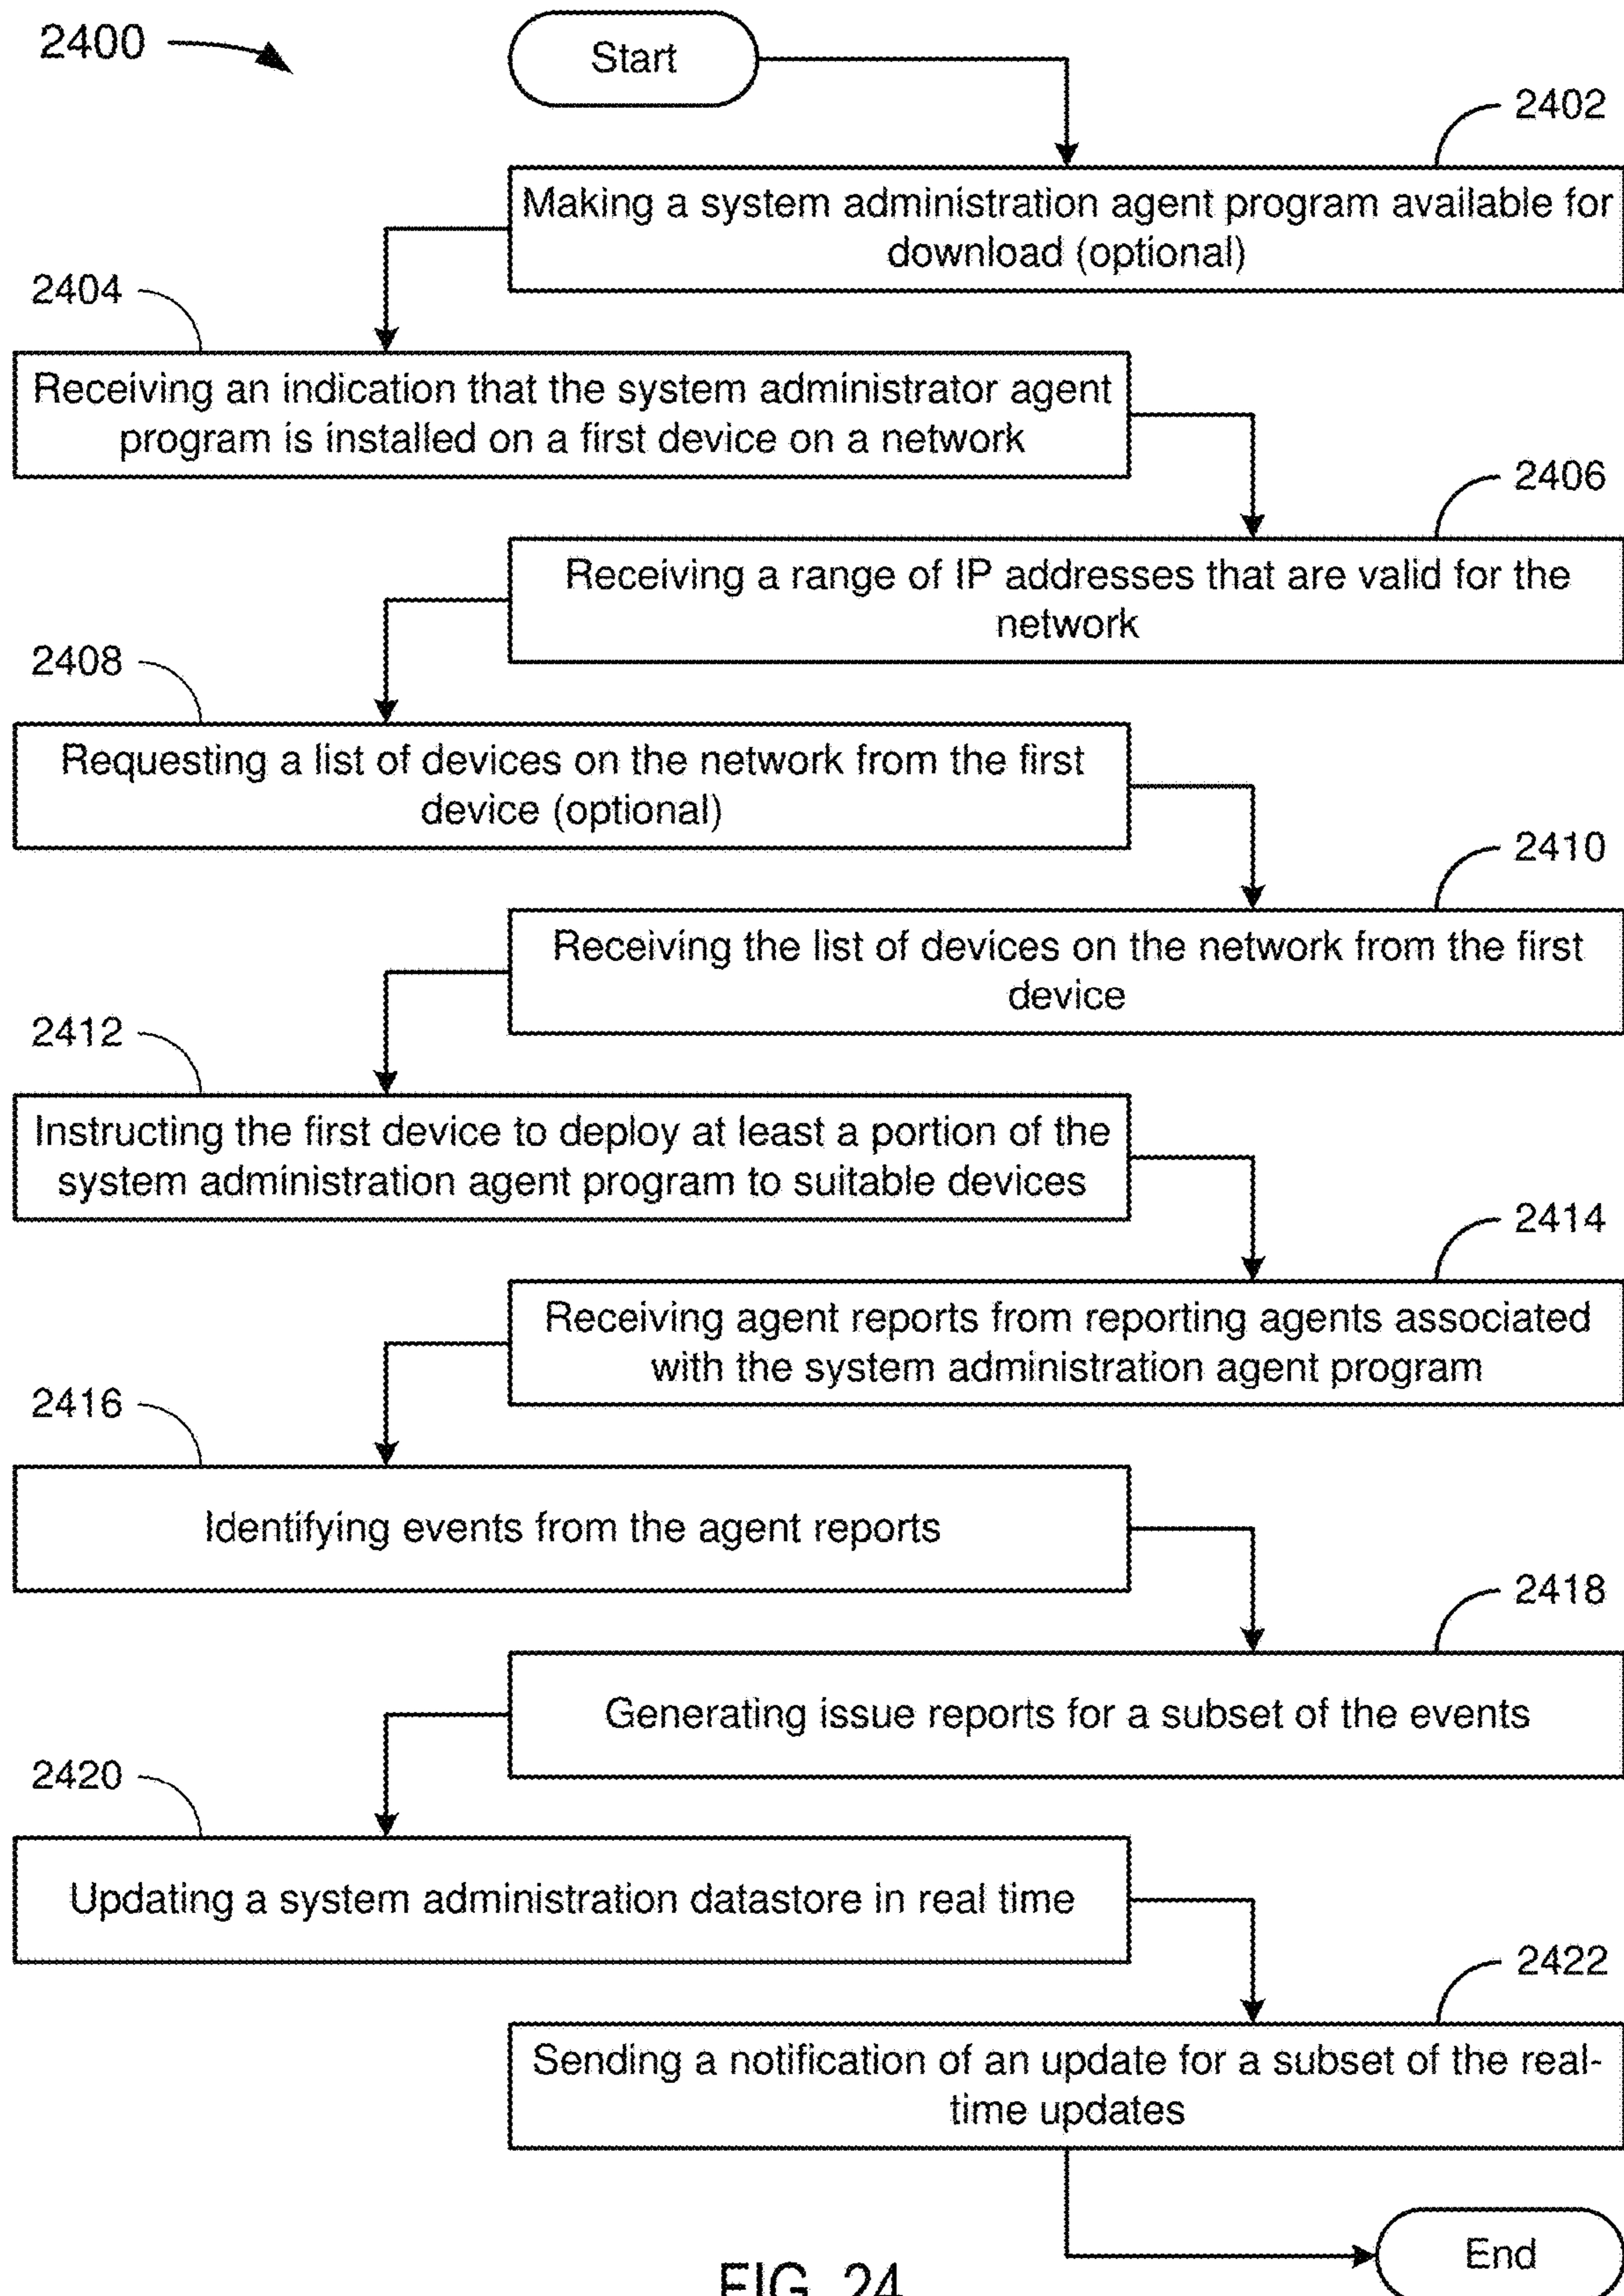 2400
Start
2402
Making a system administration agent program available for
download (optional)
2404
Receiving an indication that the system administrator agent
program is installed on a first device on a network
2406
Receiving a range of IP addresses that are valid for the
network
2408
Requesting a list of devices on the network from the first
device (optional)
2410
Receiving the list of devices on the network from the first
device
2412
Instructing the first device to deploy at least a portion of the
system administration agent program to suitable devices
2414
Receiving agent reports from reporting agents associated
with the system administration agent program
2416
Identifying events from the agent reports
2418
Generating issue reports for a subset of the events
2420
Updating a system administration datastore in real time
2422
Sending a notification of an update for a subset of the real-
time updates
End
FIG. 24